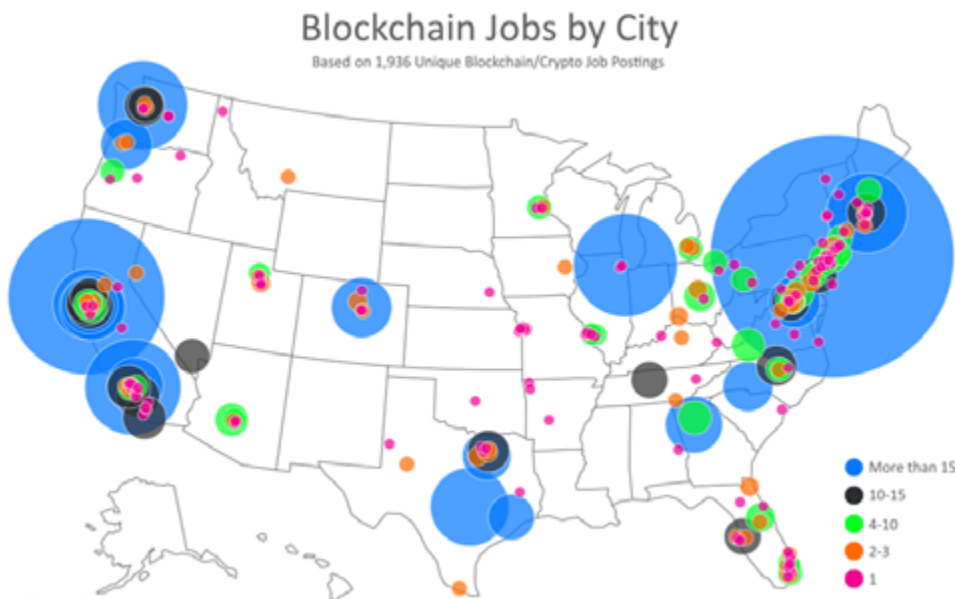 Blockchain Jobs by City
Based on 1,936 Unique Blockchain/Crypto Job Postings
More than 15
10-15
4-10
2-3
1